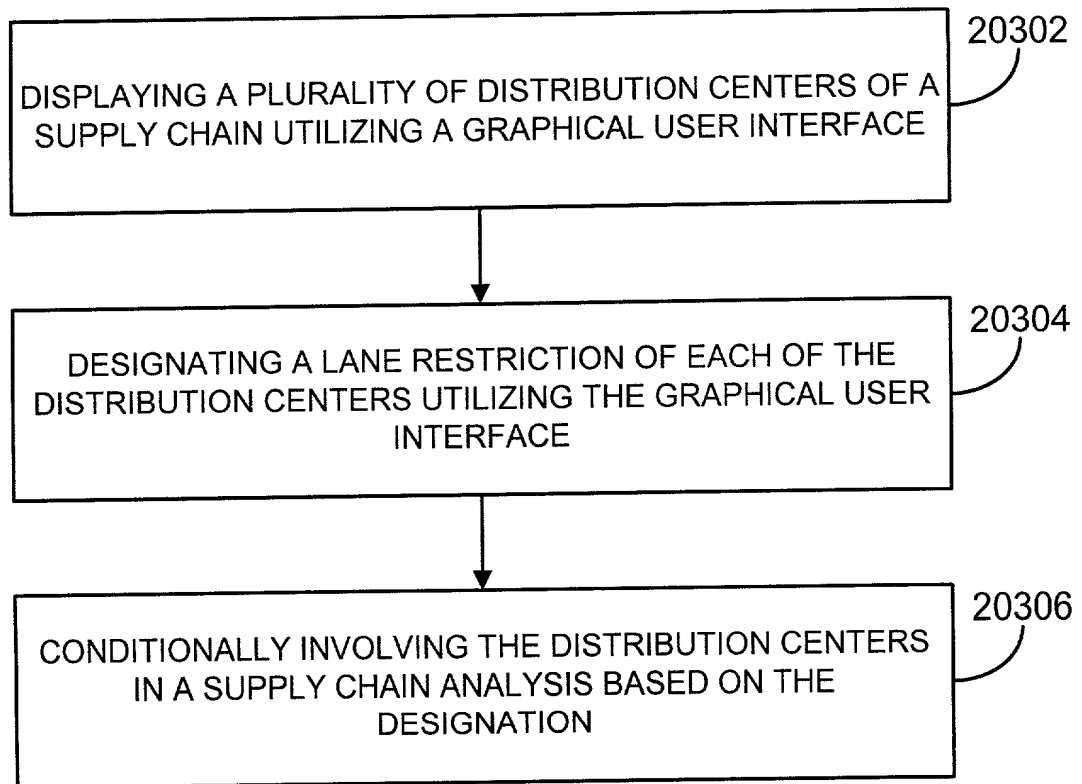 20302
DISPLAYING A PLURALITY OF DISTRIBUTION CENTERS OF A
SUPPLY CHAIN UTILIZING A GRAPHICAL USER INTERFACE
20304
DESIGNATING A LANE RESTRICTION OF EACH OF THE
DISTRIBUTION CENTERS UTILIZING THE GRAPHICAL USER
INTERFACE
20306
CONDITIONALLY INVOLVING THE DISTRIBUTION CENTERS
IN A SUPPLY CHAIN ANALYSIS BASED ON THE
DESIGNATION